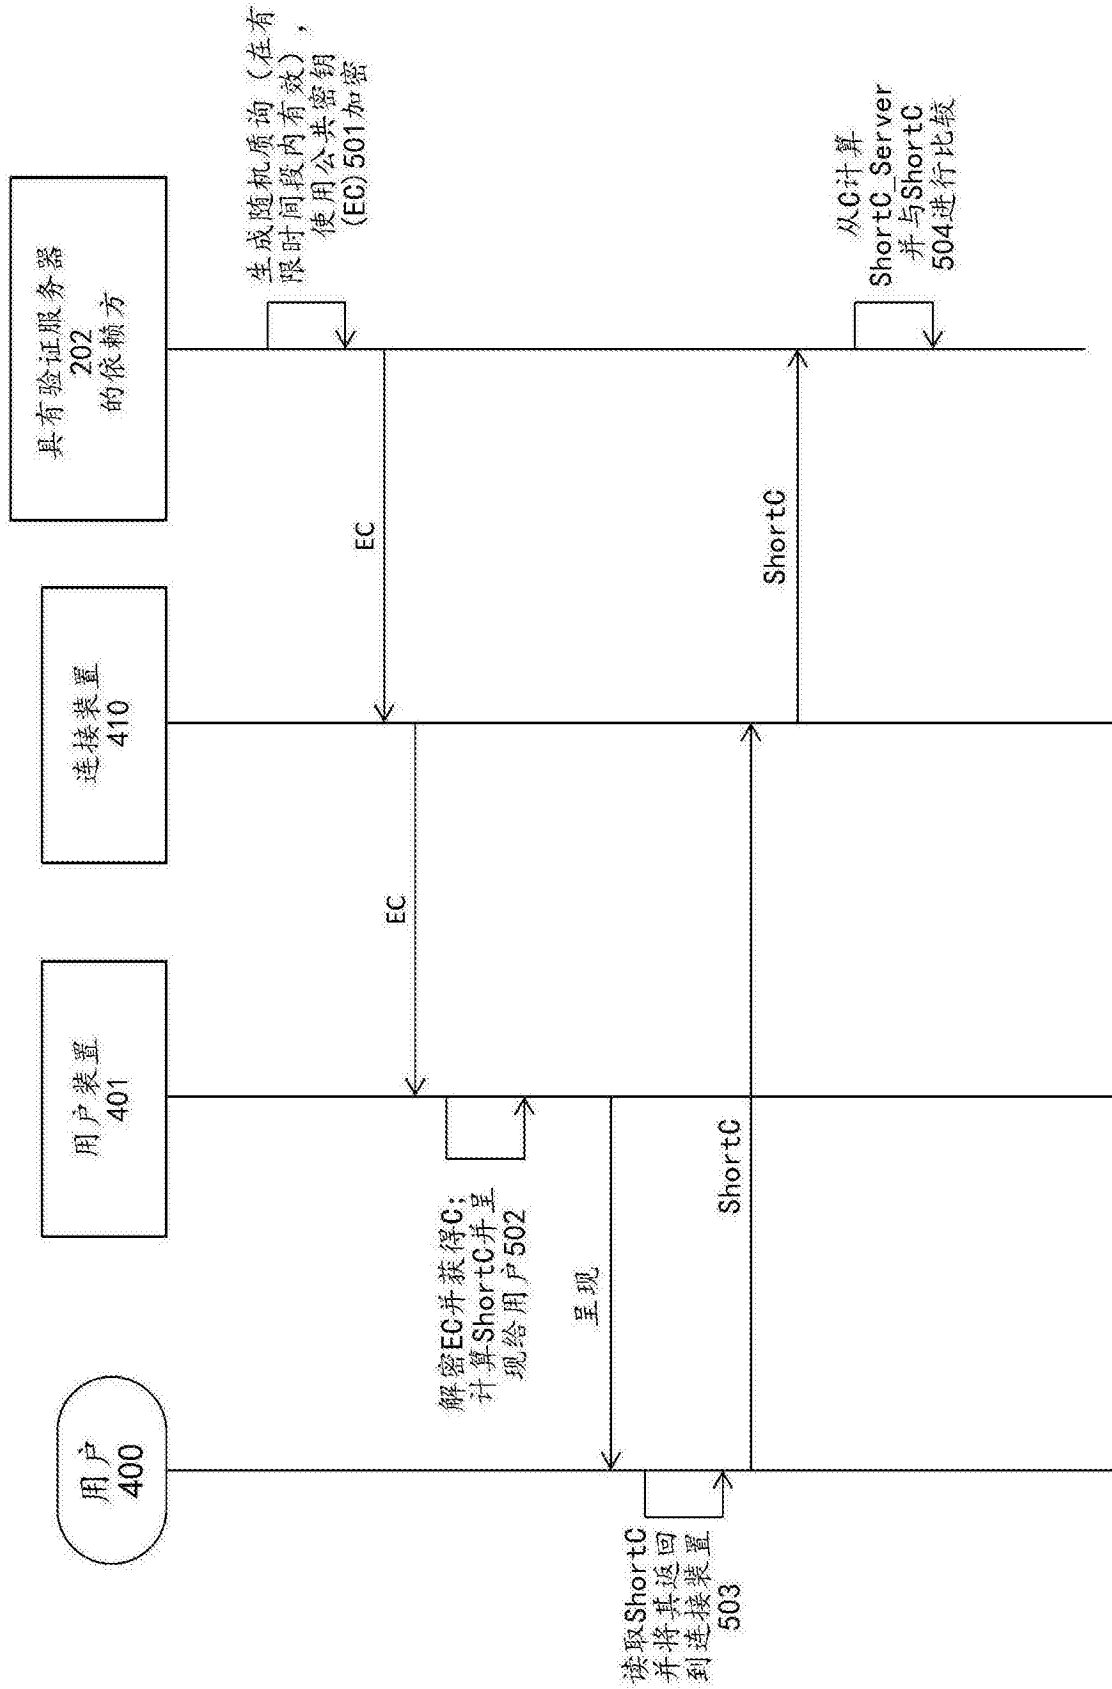 用户
400
用户装置
401
连接装置
410
具有验证服务器
202
的依赖方
生成随机质询（在有
限时间段内有效），
使用公共密钥
(EC)501加密
EC
EC
解密EC并获得C；
计算ShortC并呈
现给用户502
呈现
读取ShortC
并将其返回
到连接装置
503
ShortC
ShortC
从C计算
ShortC_Server
并与ShortC
504进行比较